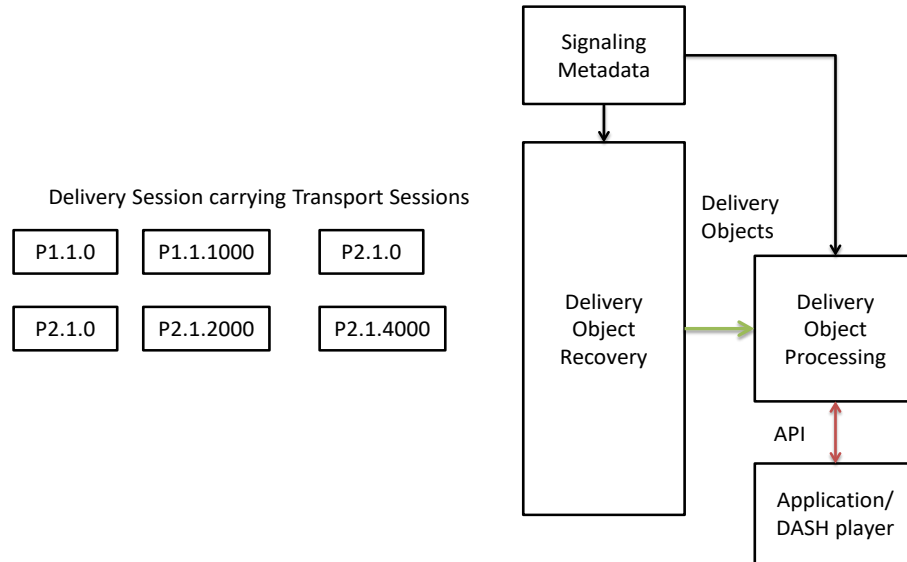 Signaling
Metadata
Delivery Session carrying Transport Sessions
P1.1.0
P1.1.1000
P2.1.0
P2.1.0
P2.1.2000
P2.1.4000
Delivery
Objects
Delivery
Object
Recovery
Delivery
Object
Processing
API
Application/
DASH player